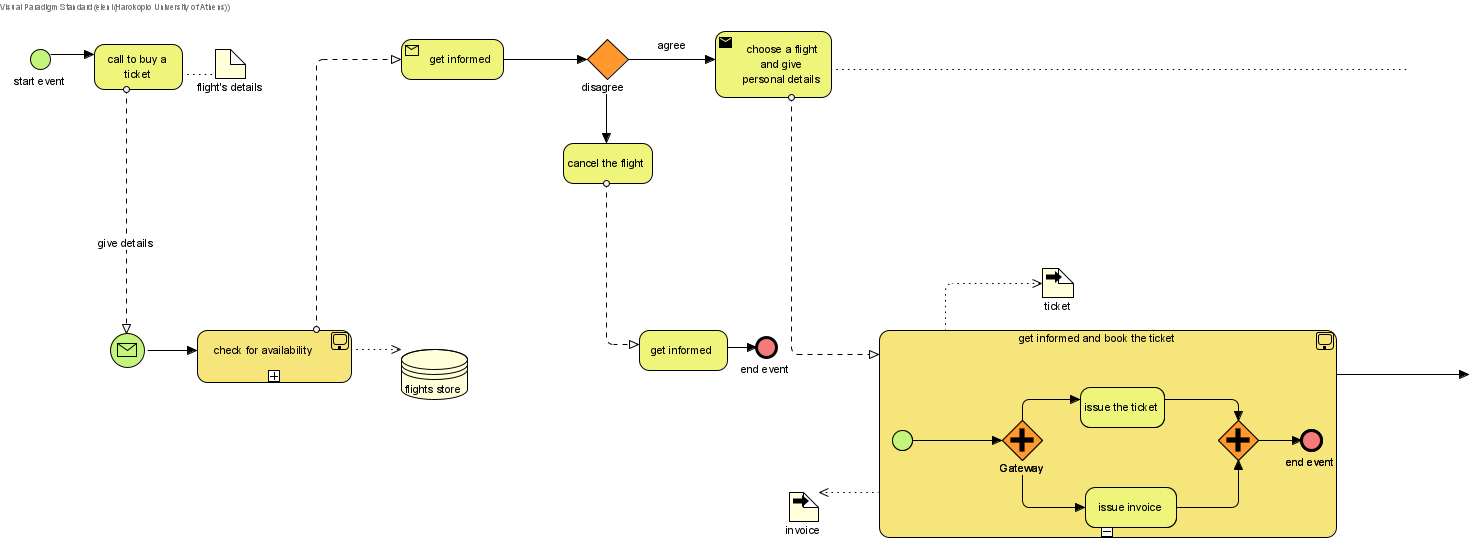 Visual Paradigm Standard(eleni(Harokopio University of Athens))
start event
call to buy a
ticket
flight's details
get informed
disagree
agree
choose a flight
and give
personal details
cancel the flight
give details
check for availability
flights store
get informed
end event
ticket
get informed and book the ticket
issue the ticket
Gateway
end event
issue invoice
invoice